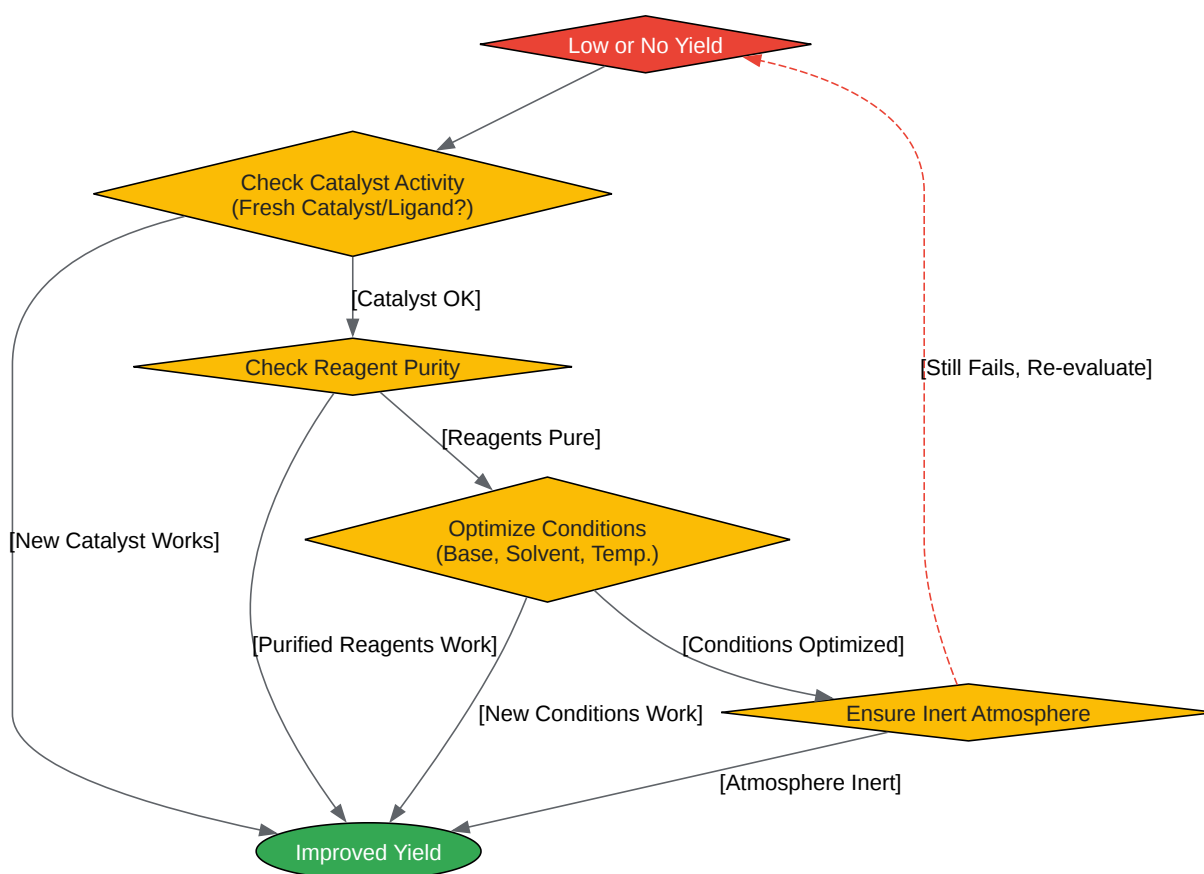 Low or No Yield
Check Catalyst Activity
(Fresh Catalyst/Ligand?)
[Catalyst OK]
Check Reagent Purity
[Still Fails, Re-evaluate]
[Reagents Pure]
[New Catalyst Works]
Optimize Conditions
(Base, Solvent, Temp.)
[Purified Reagents Work]
[Conditions Optimized]
[New Conditions Work]
Ensure Inert Atmosphere
[Atmosphere Inert]
Improved Yield